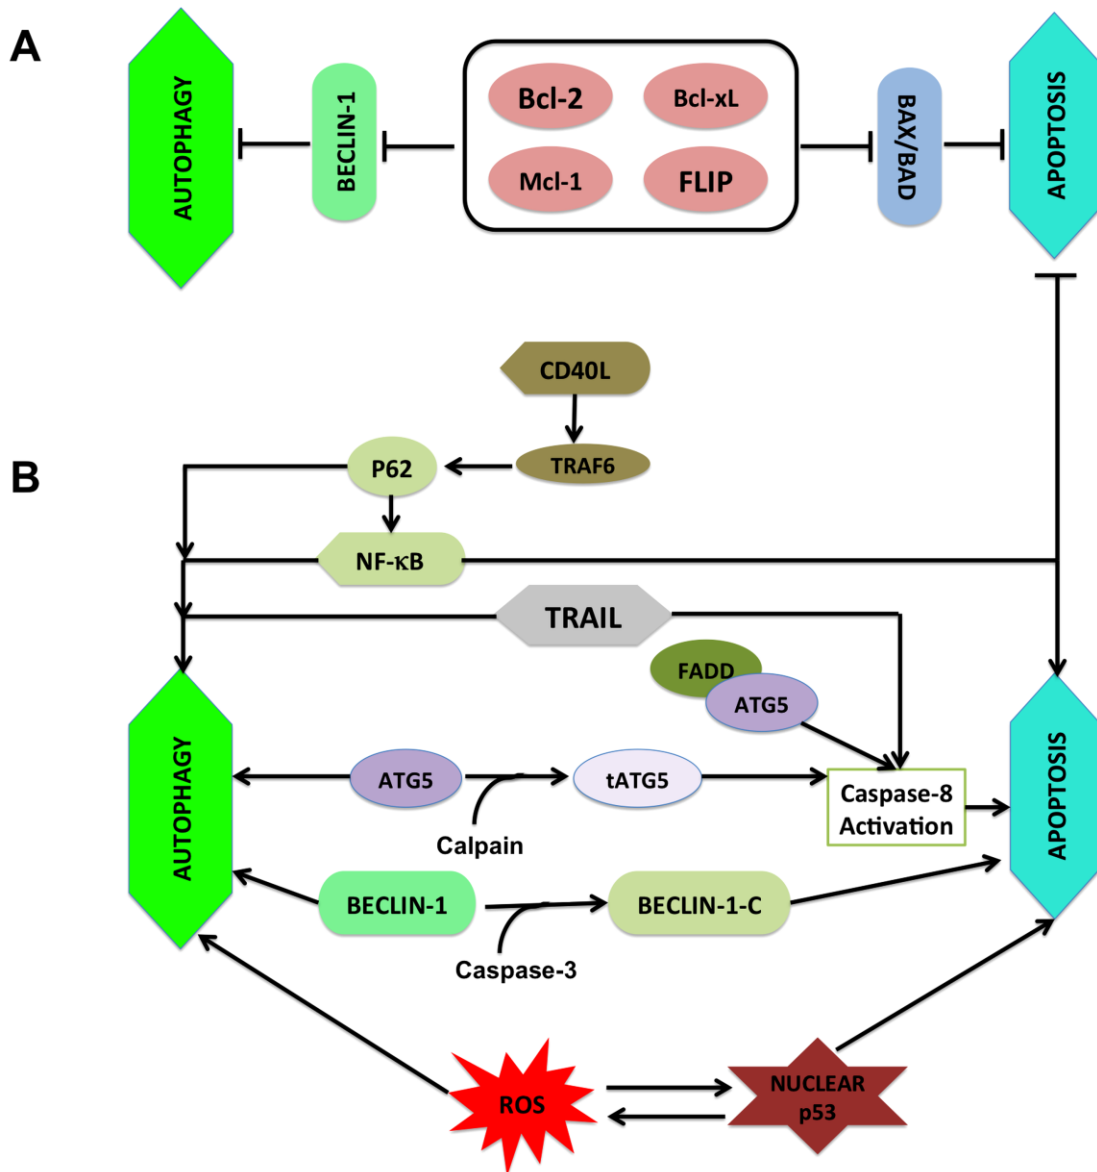 A
AUTOPHAGY
BECLIN-1
Bcl-2
Bcl-xL
Mcl-1
FLIP
BAX/BAD
APOPTOSIS
B
CD40L
TRAF6
P62
NF-κB
TRAIL
FADD
ATG5
AUTOPHAGY
ATG5
tATG5
Calpain
Caspase-8
Activation
APOPTOSIS
BECLIN-1
BECLIN-1-C
Caspase-3
ROS
NUCLEAR
p53